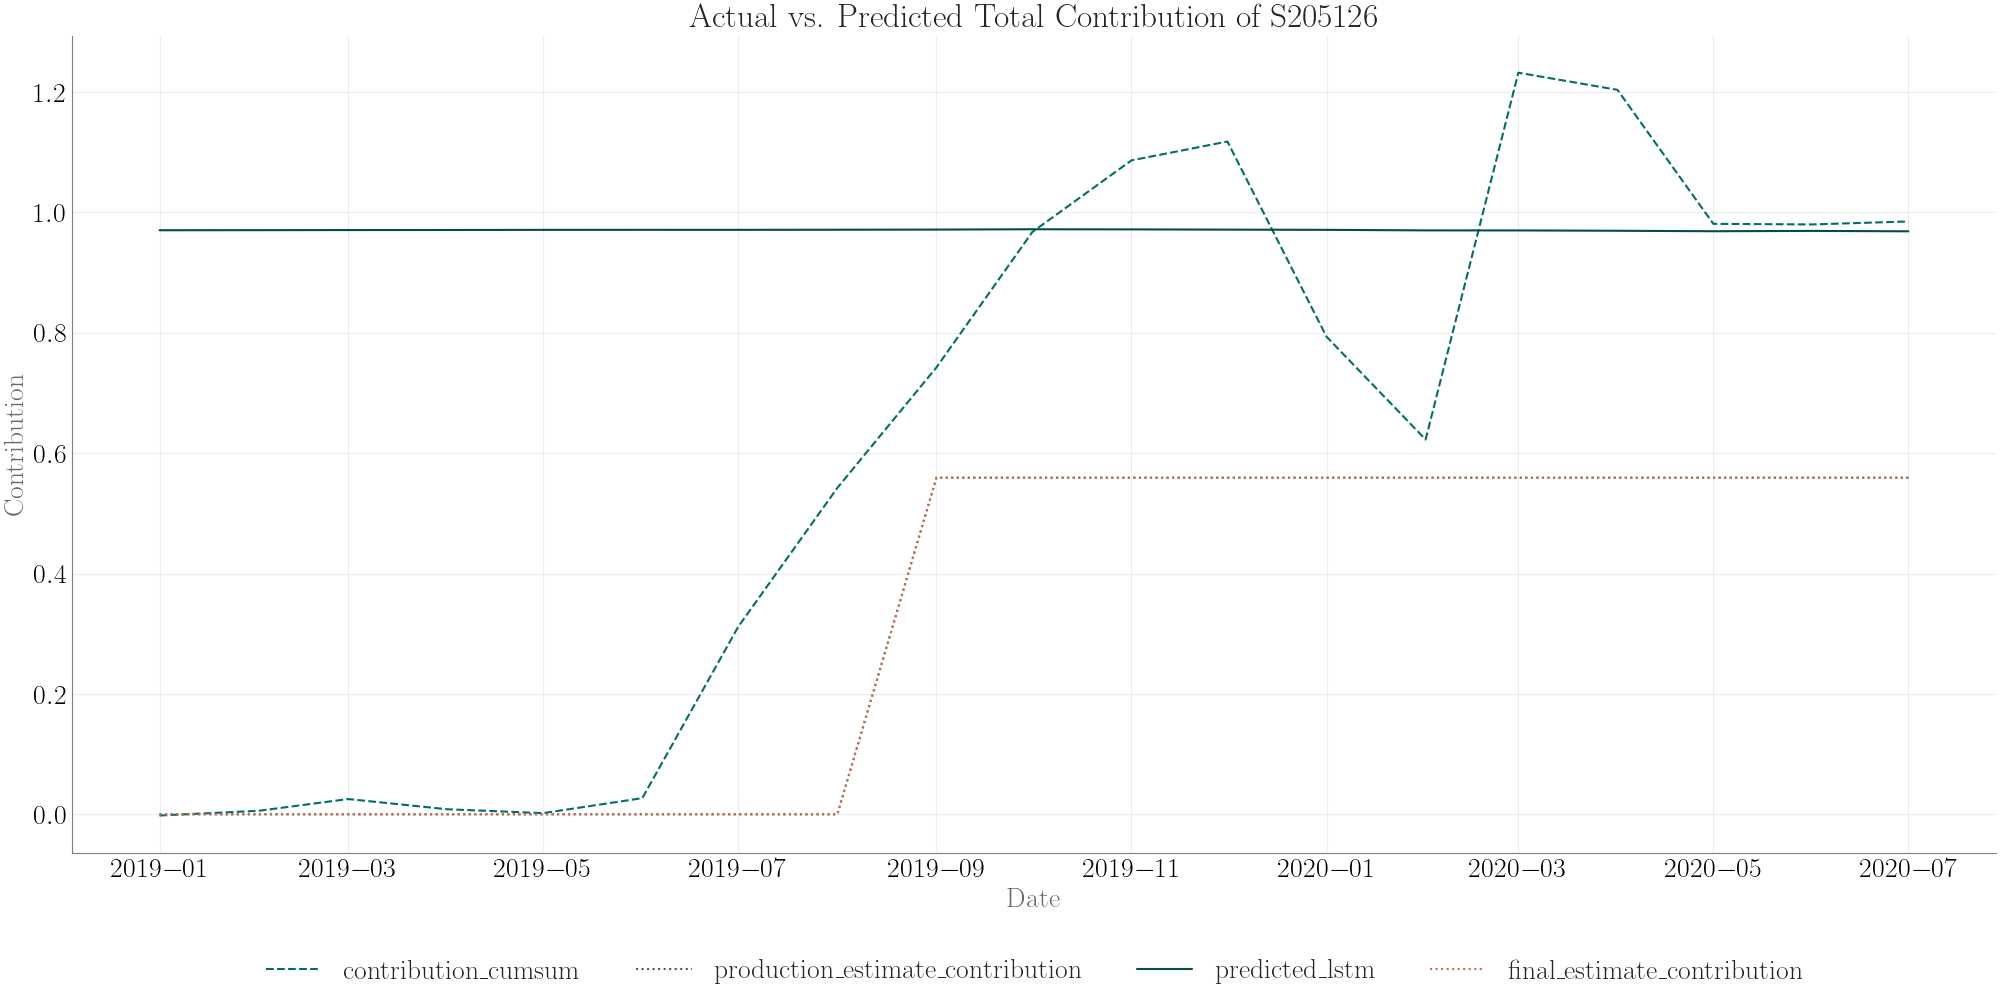 Actual vs. Predicted Total Contribution of S205126
1.2
1.0
0.8
0.6
0.4
0.2
0.0
Contribution
2019−01 2019−03 2019−05 2019−07 2019−09 2019−11 2020−01 2020−03 2020−05 2020−07
Date
contribution_cumsum production_estimate_contribution predicted_lstm final_estimate_contribution